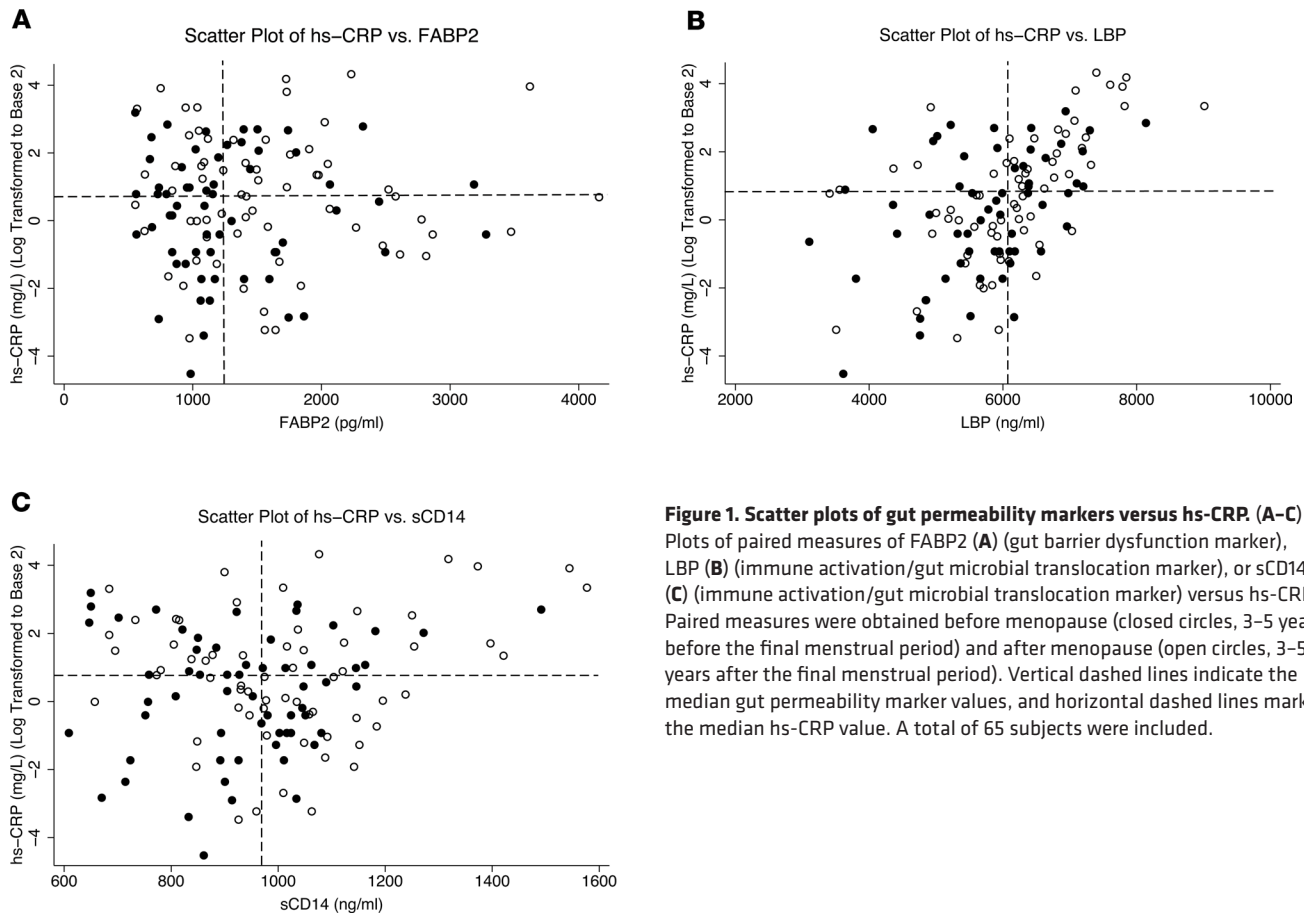 A
Scatter Plot of hs–CRP vs. FABP2
hs–CRP (mg/L) (Log Transformed to Base 2)
4
2
0
−2
−4
0 1000 2000 3000 4000
FABP2 (pg/ml)
B
Scatter Plot of hs–CRP vs. LBP
hs–CRP (mg/L) (Log Transformed to Base 2)
4
2
0
−2
−4
2000 4000 6000 8000 10000
LBP (ng/ml)
C
Scatter Plot of hs–CRP vs. sCD14
hs–CRP (mg/L) (Log Transformed to Base 2)
4
2
0
−2
−4
600 800 1000 1200 1400 1600
sCD14 (ng/ml)
Figure 1. Scatter plots of gut permeability markers versus hs-CRP. (A–C)
Plots of paired measures of FABP2 (A) (gut barrier dysfunction marker),
LBP (B) (immune activation/gut microbial translocation marker), or sCD14
(C) (immune activation/gut microbial translocation marker) versus
Paired measures were obtained before menopause (closed circles, 3–5
before the final menstrual period) and after menopause (open circles,
years after the final menstrual period). Vertical dashed lines indicate the
median gut permeability marker values, and horizontal dashed lines mark
the median hs-CRP value. A total of 65 subjects were included.